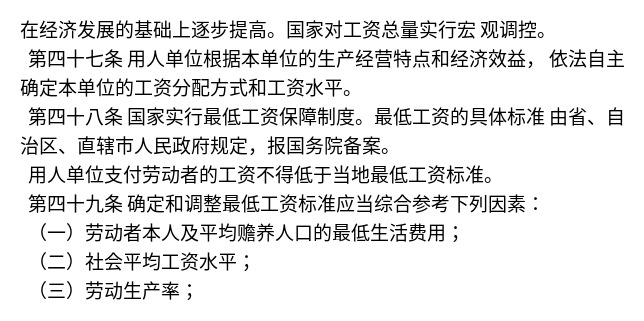 在经济发展的基础上逐步提高。国家对工资总量实行宏 观调控。
第四十七条 用人单位根据本单位的生产经营特点和经济效益， 依法自主
确定本单位的工资分配方式和工资水平。
第四十八条 国家实行最低工资保障制度。最低工资的具体标准 由省、自
治区、直辖市人民政府规定，报国务院备案。
用人单位支付劳动者的工资不得低于当地最低工资标准。
第四十九条 确定和调整最低工资标准应当综合参考下列因素：
（一）劳动者本人及平均赡养人口的最低生活费用；
（二）社会平均工资水平；
（三）劳动生产率；